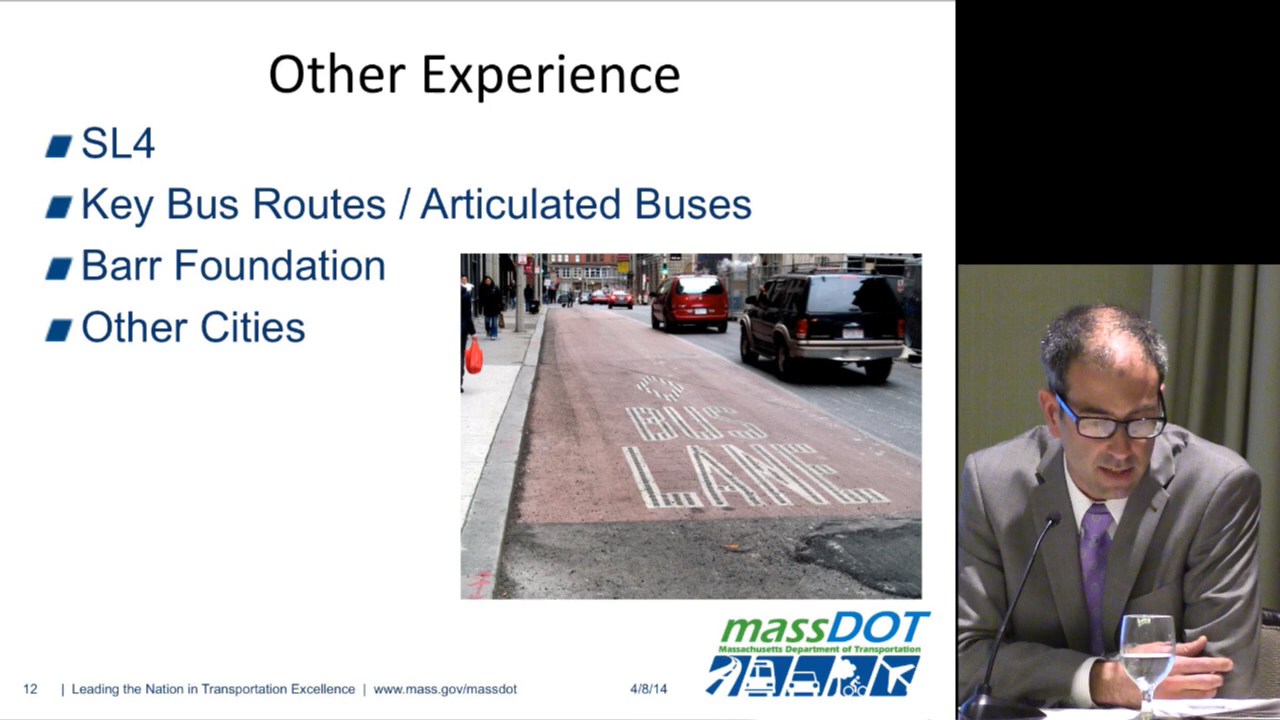 Other Experience
SL4
Key Bus Routes / Articulated Buses
Barr Foundation
Other Cities
BUS
LANE
massDOT
Massachusetts Department of Transportation
12 | Leading the Nation in Transportation Excellence | www.mass.gov/massdot 4/8/14